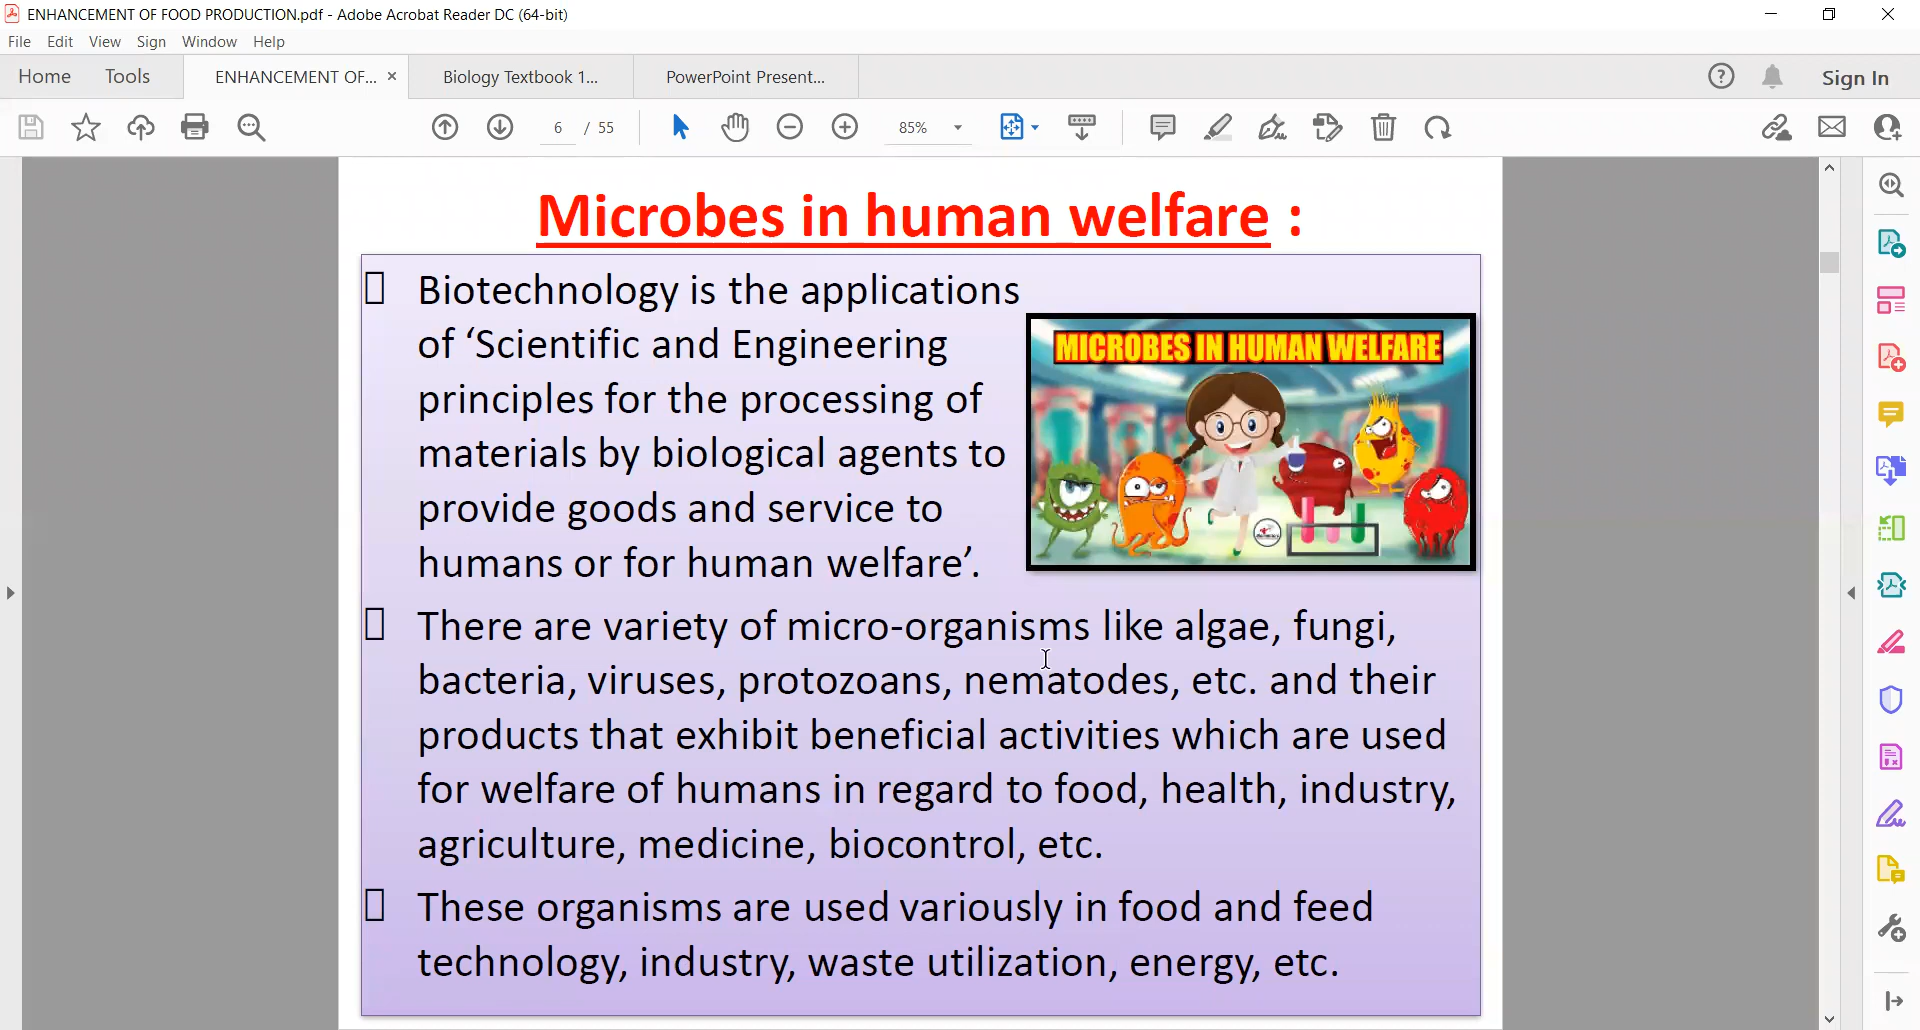 ENHANCEMENT OF FOOD PRODUCTION.pdf - Adobe Acrobat Reader DC (64-bit)
File Edit View Sign Window Help
Home Tools ENHANCEMENT OF... × Biology Textbook 1... PowerPoint Present... Sign In
6 / 55 85%
Microbes in human welfare :
Biotechnology is the applications
of ‘Scientific and Engineering
principles for the processing of
materials by biological agents to
provide goods and service to
humans or for human welfare’.
MICROBES IN HUMAN WELFARE
There are variety of micro-organisms like algae, fungi,
bacteria, viruses, protozoans, nematodes, etc. and their
products that exhibit beneficial activities which are used
for welfare of humans in regard to food, health, industry,
agriculture, medicine, biocontrol, etc.
These organisms are used variously in food and feed
technology, industry, waste utilization, energy, etc.